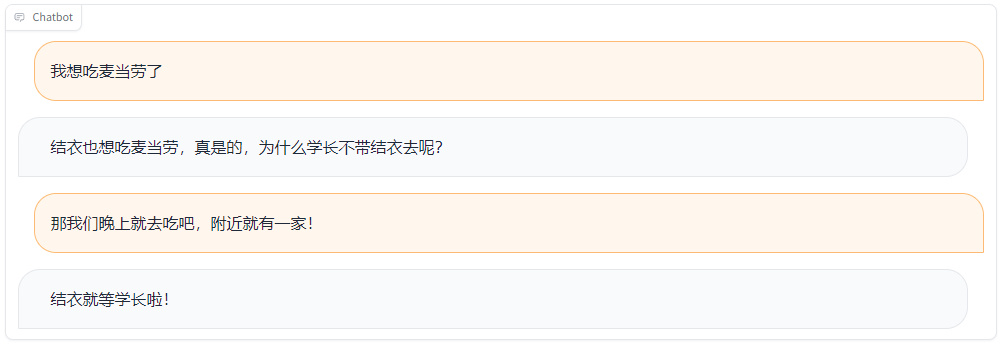 Chatbot
我想吃麦当劳了
结衣也想吃麦当劳，真是的，为什么学长不带结衣去呢？
那我们晚上就去吃吧，附近就有一家！
结衣就等学长啦！